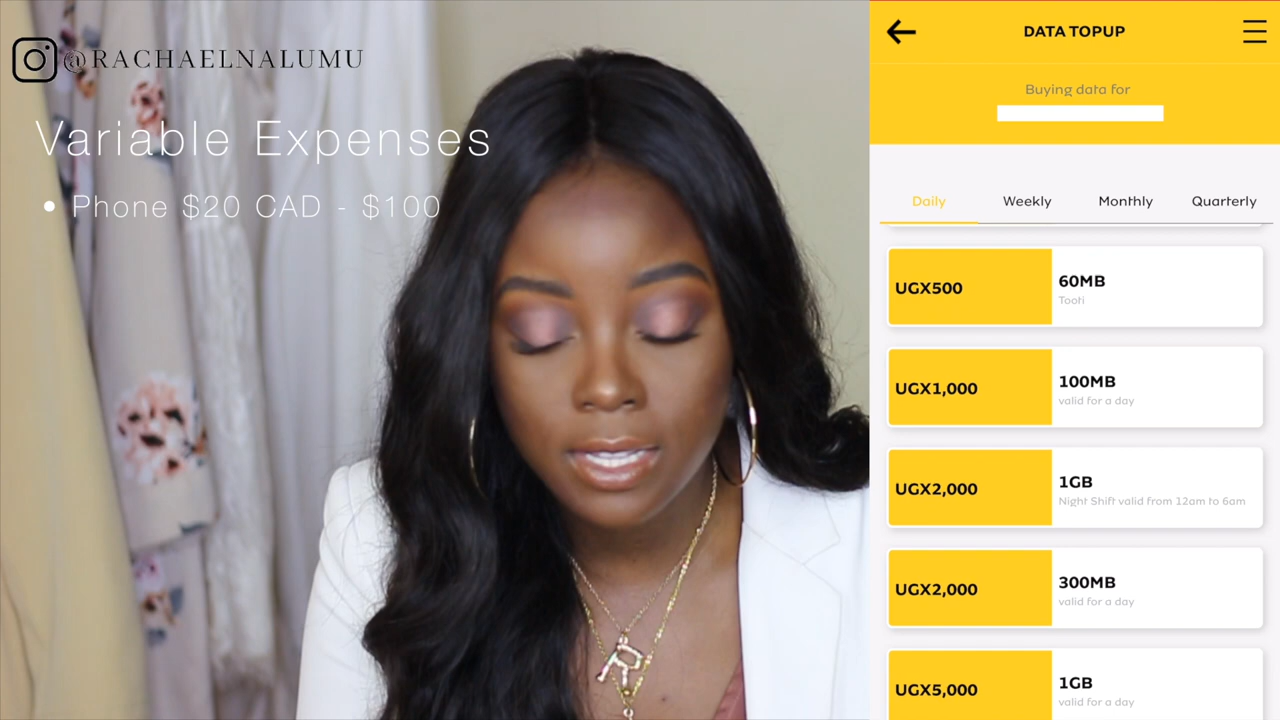 @RACHAELNALUMU
Variable Expenses
• Phone $20 CAD - $100
DATA TOPUP
Buying data for
Daily Weekly Monthly Quarterly
UGX500
60MB
Tooti
UGX1,000
100MB
valid for a day
UGX2,000
1GB
Night Shift valid from 12am to 6am
UGX2,000
300MB
valid for a day
UGX5,000
1GB
valid for a day